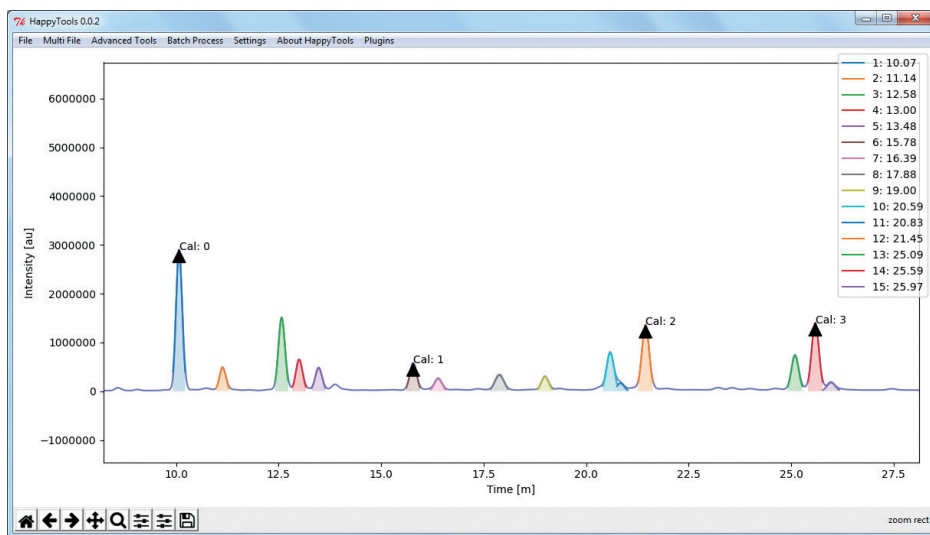 HappyTools 0.0.2
File Multi File Advanced Tools Batch Process Settings About HappyTools Plugins
1: 10.07
2: 11.14
3: 12.58
4: 13.00
5: 13.48
6: 15.78
7: 16.39
8: 17.88
9: 19.00
10: 20.59
11: 20.83
12: 21.45
13: 25.09
14: 25.59
15: 25.97
6000000
5000000
4000000
3000000
2000000
1000000
0
−1000000
Intensity [au]
Cal: 0
Cal: 1
Cal: 2
Cal: 3
10.0 12.5 15.0 17.5 20.0 22.5 25.0 27.5
Time [m]
zoom rect